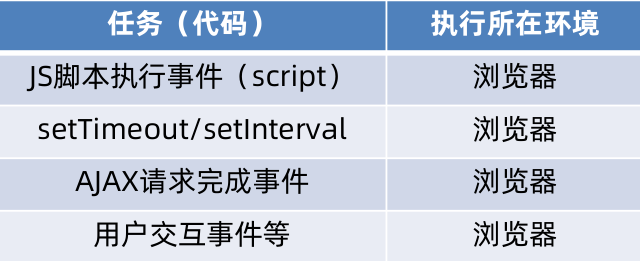 任务（代码） 执行所在环境
JS脚本执行事件（script） 浏览器
setTimeout/setInterval 浏览器
AJAX请求完成事件 浏览器
用户交互事件等 浏览器